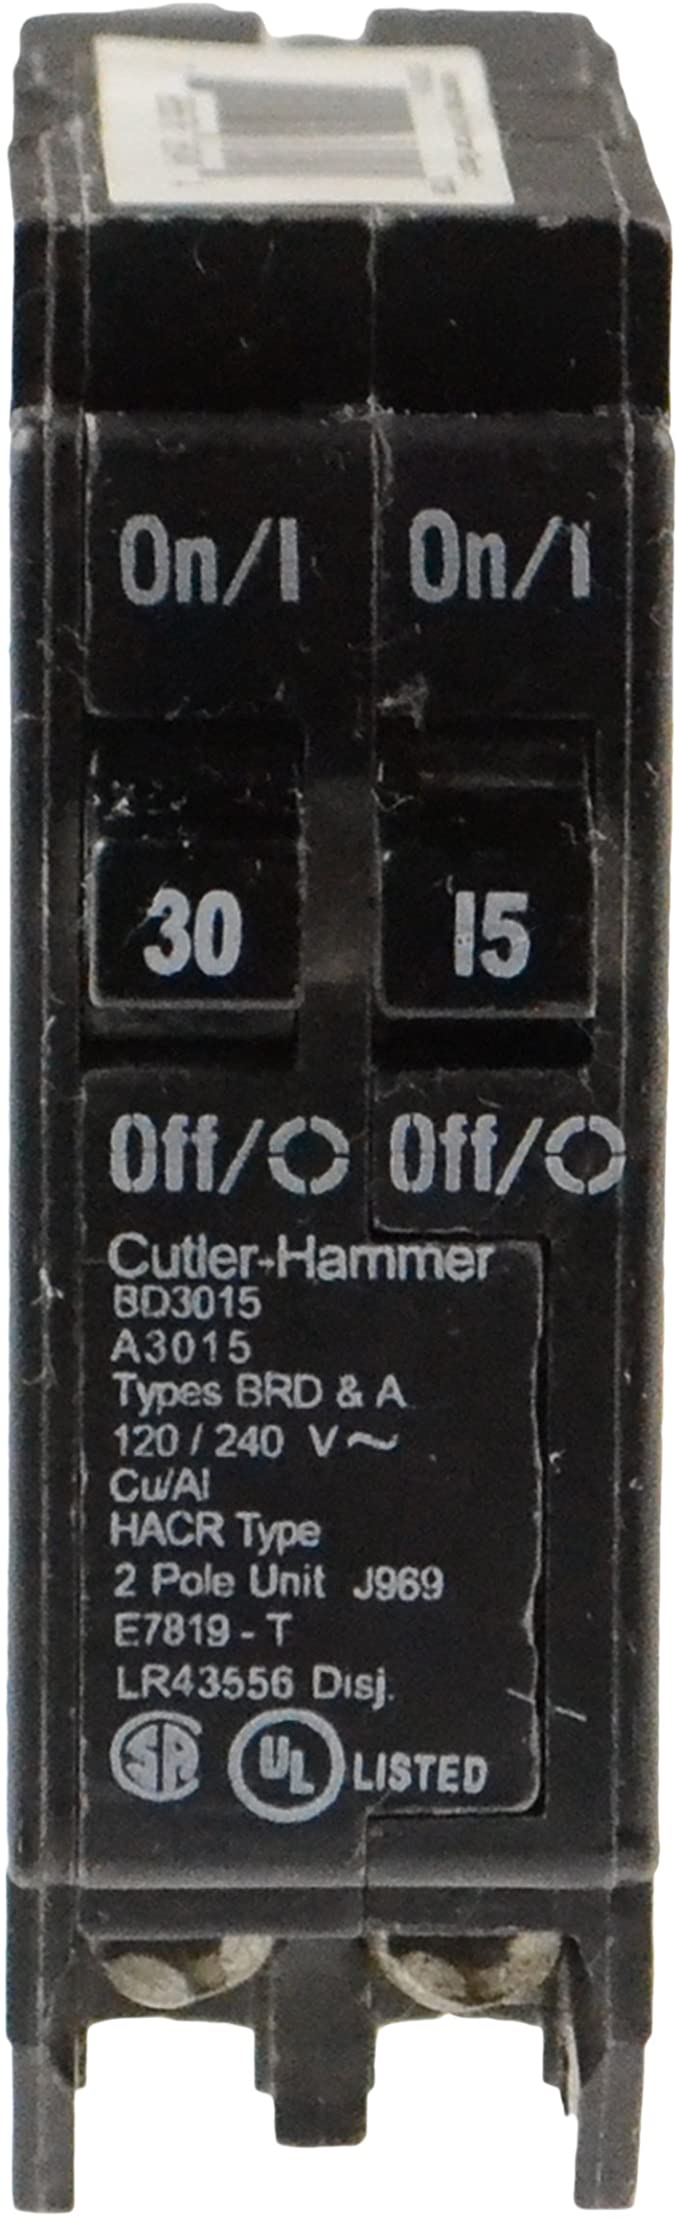 On/I On/I
30 15
Off/O Off/O
Cutler-Hammer
BD3015
A3015
Types BRD & A
120 / 240 V~
Cu/Al
HACR Type
2 Pole Unit J969
E7819 - T
LR43556 Disj.
SA UL LISTED